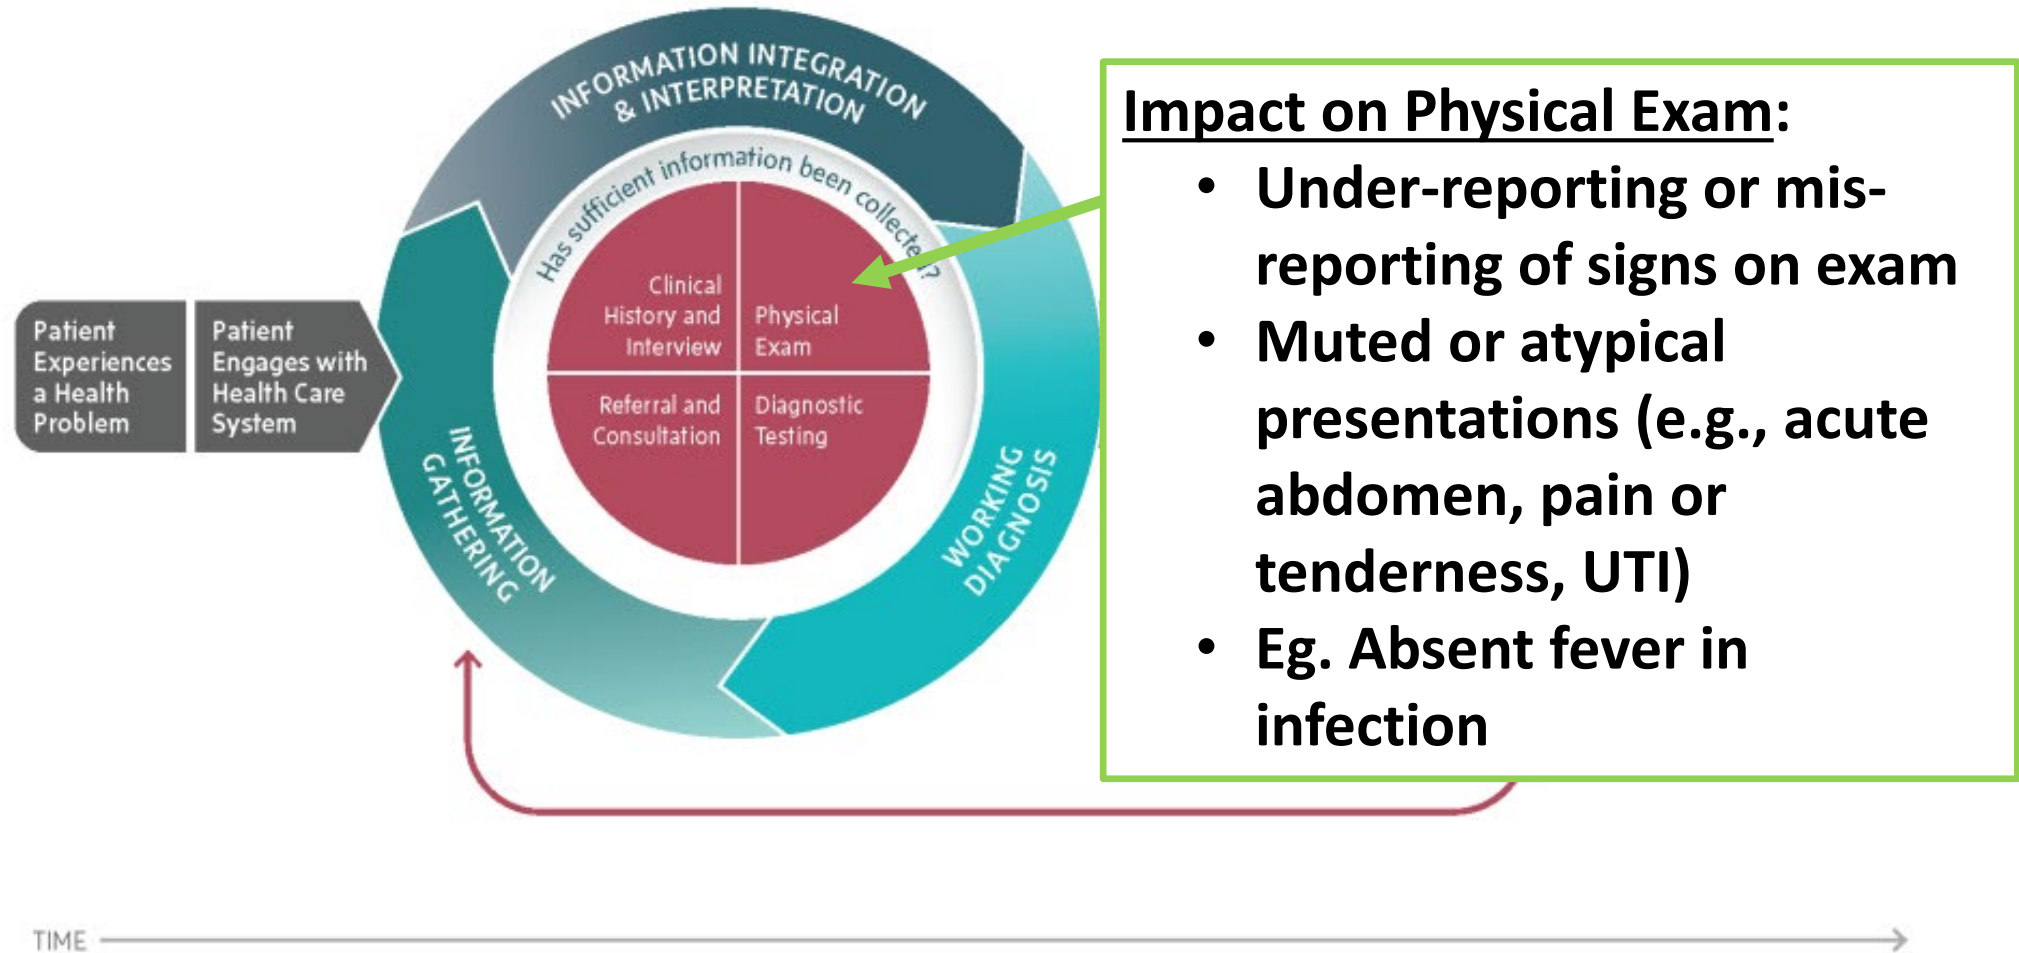 INFORMATION INTEGRATION
& INTERPRETATION
Has sufficient information been collected?
Clinical
History and
Interview
Physical
Exam
Referral and
Consultation
Diagnostic
Testing
Patient
Experiences
a Health
Problem
Patient
Engages with
Health Care
System
INFORMATION
GATHERING
WORKING
DIAGNOSIS
Impact on Physical Exam:
• Under-reporting or mis-
reporting of signs on exam
• Muted or atypical
presentations (e.g., acute
abdomen, pain or
tenderness, UTI)
• Eg. Absent fever in
infection
TIME